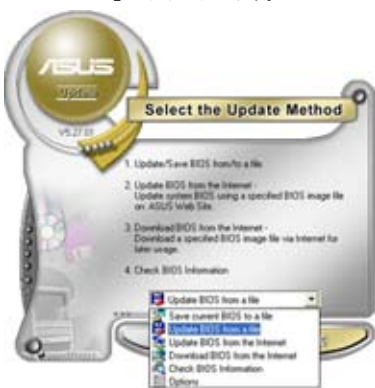 ASUS
Update
V5.27.01
Select the Update Method
1. Update/Save BIOS from/to a file
2. Update BIOS from the Internet -
Update system BIOS using a specified BIOS image file
on ASUS Web Site.
3. Download BIOS from the Internet -
Download a specified BIOS image file via Internet for
later usage.
4. Check BIOS Information
Update BIOS from a file
Save current BIOS to a file
Update BIOS from a file
Update BIOS from the Internet
Download BIOS from the Internet
Check BIOS Information
Options